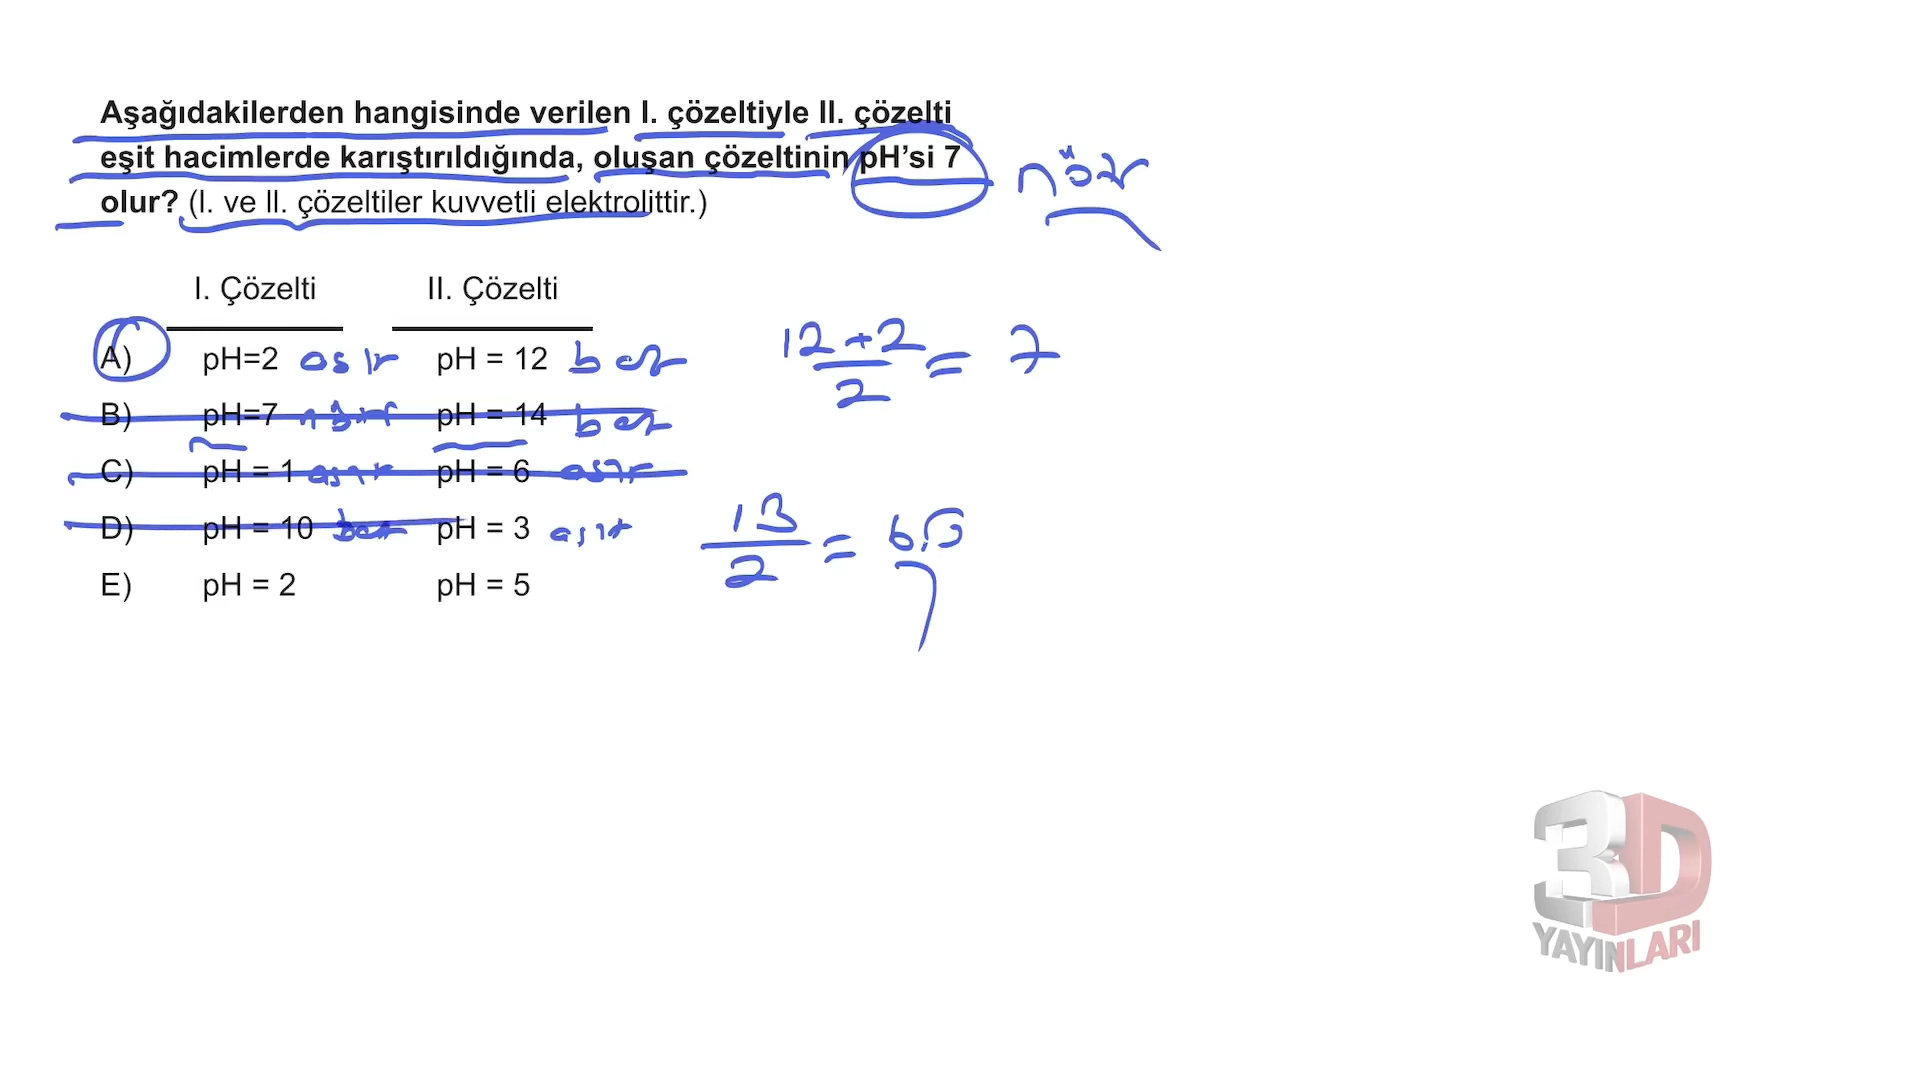 Aşağıdakilerden hangisinde verilen I. çözeltiyle II. çözelti
eşit hacimlerde karıştırıldığında, oluşan çözeltinin pH'si 7 nötr
olur? (I. ve II. çözeltiler kuvvetli elektrolittir.)
I. Çözelti II. Çözelti
A) pH=2 asit pH = 12 baz
B) pH=7 nötr pH = 14 baz
C) pH = 1 asit pH = 6 asit
D) pH = 10 baz pH = 3 asit
E) pH = 2 pH = 5
12+2
= 7
2
13
= 6,5
2
3D
YAYINLARI